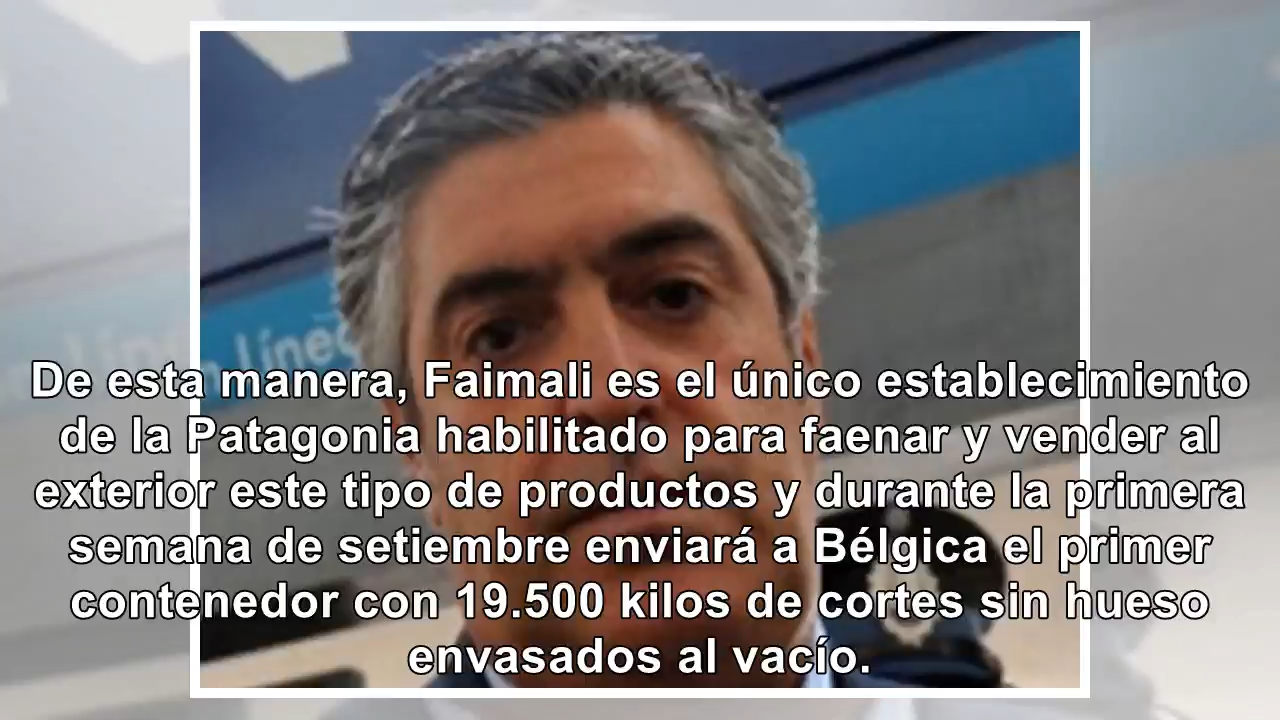 Línea
De esta manera, Faimali es el único establecimiento
de la Patagonia habilitado para faenar y vender al
exterior este tipo de productos y durante la primera
semana de setiembre enviará a Bélgica el primer
contenedor con 19.500 kilos de cortes sin hueso
envasados al vacío.